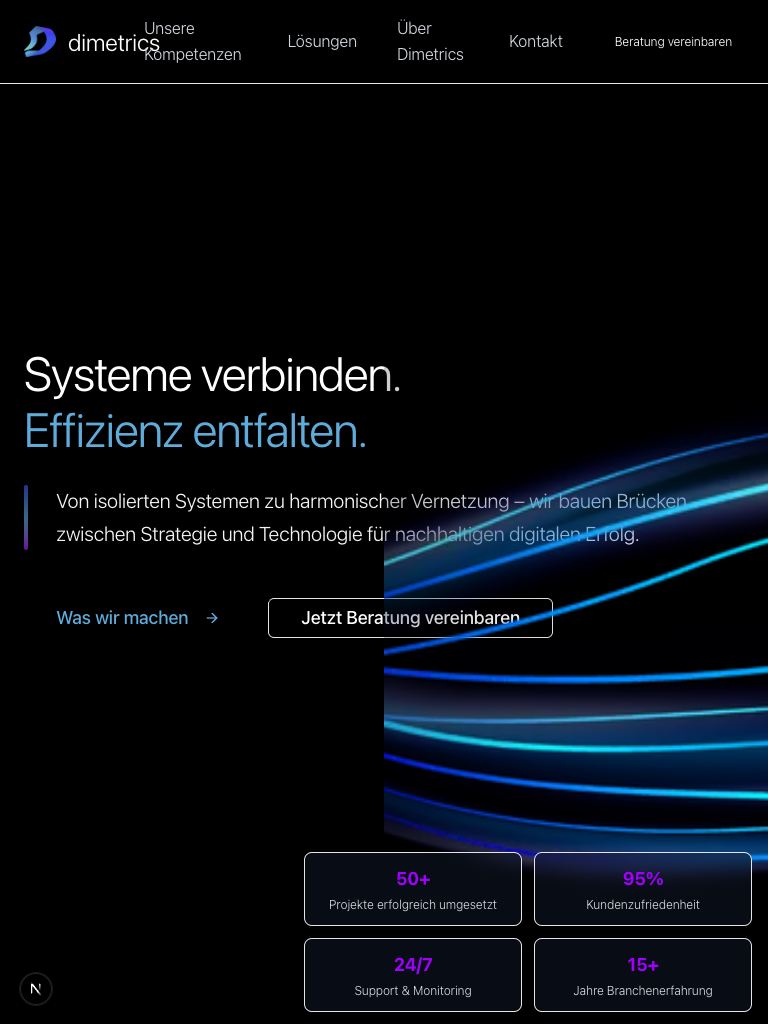 dimetrics
Unsere
Kompetenzen
Lösungen
Über
Dimetrics
Kontakt
Beratung vereinbaren
Systeme verbinden.
Effizienz entfalten.
Von isolierten Systemen zu harmonischer Vernetzung – wir bauen Brücken
zwischen Strategie und Technologie für nachhaltigen digitalen Erfolg.
Was wir machen →
Jetzt Beratung vereinbaren
50+
Projekte erfolgreich umgesetzt
95%
Kundenzufriedenheit
24/7
Support & Monitoring
15+
Jahre Branchenerfahrung
N